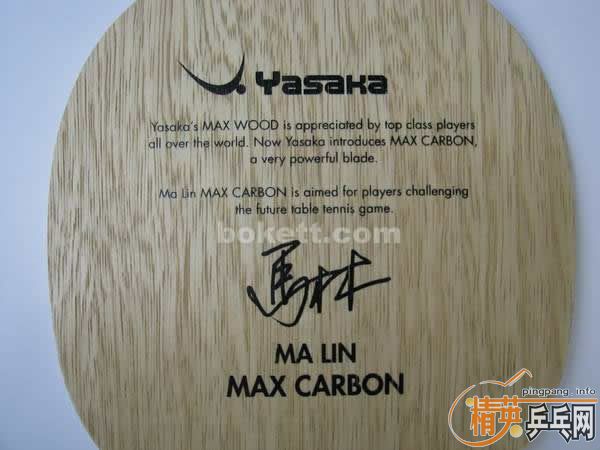 Yasaka
Yasaka's MAX WOOD is appreciated by top class players
all over the world. Now Yasaka introduces MAX CARBON,
a very powerful blade.
Ma Lin MAX CARBON is aimed for players challenging
the future table tennis game.
bokett.com
馬林
MA LIN
MAX CARBON
pingpang.info
精英乒乓网